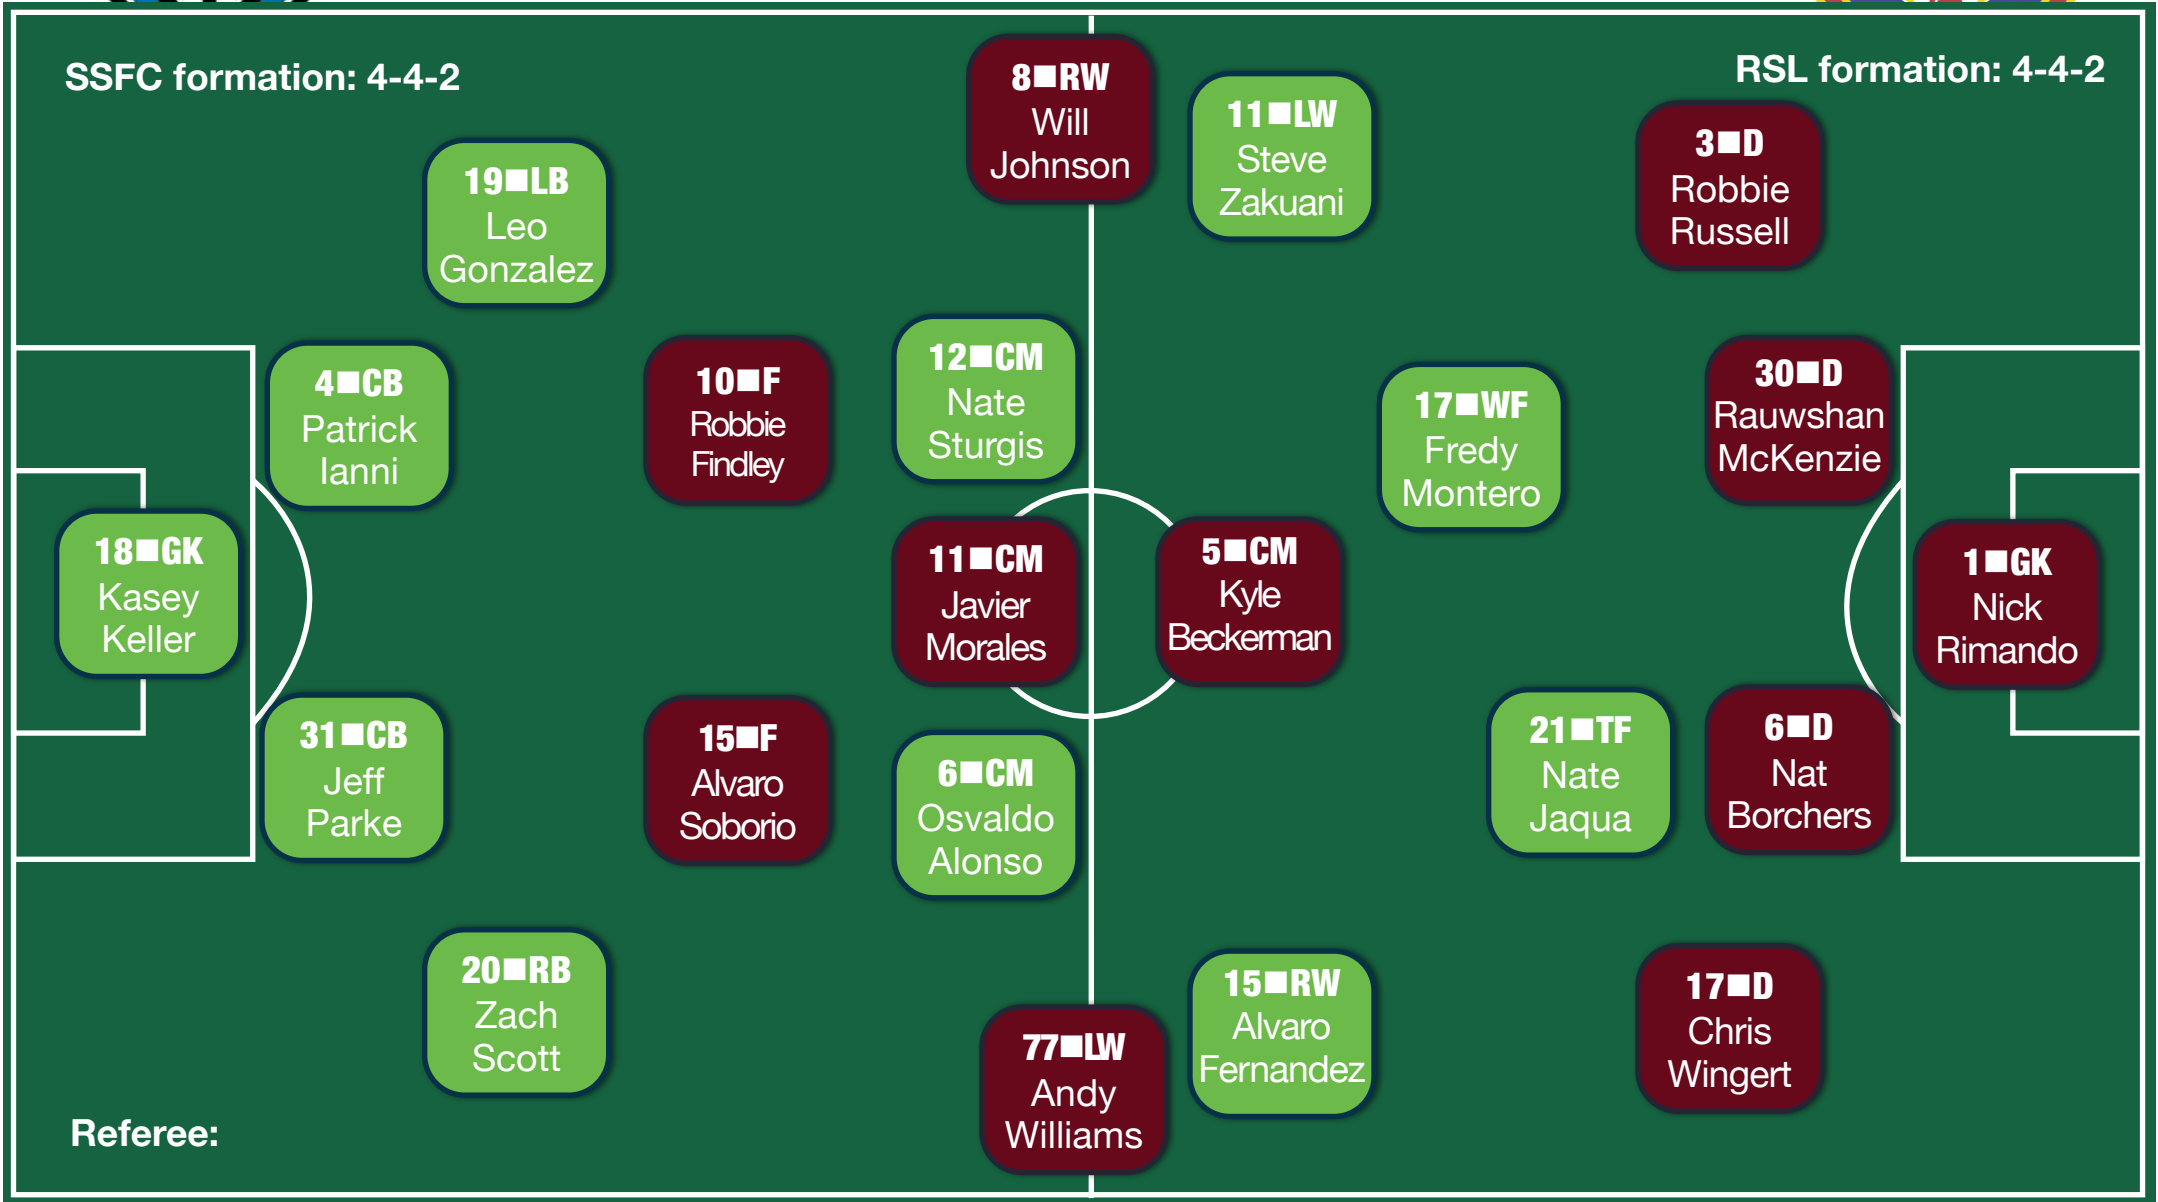 SSFC formation: 4-4-2
RSL formation: 4-4-2
8■RW
Will
Johnson
11■LW
Steve
Zakuani
3■D
Robbie
Russell
19■LB
Leo
Gonzalez
4■CB
Patrick
Ianni
10■F
Robbie
Findley
12■CM
Nate
Sturgis
17■WF
Fredy
Montero
30■D
Rauwshan
McKenzie
18■GK
Kasey
Keller
11■CM
Javier
Morales
5■CM
Kyle
Beckerman
1■GK
Nick
Rimando
31■CB
Jeff
Parke
15■F
Alvaro
Soborio
6■CM
Osvaldo
Alonso
21■TF
Nate
Jaqua
6■D
Nat
Borchers
20■RB
Zach
Scott
77■LW
Andy
Williams
15■RW
Alvaro
Fernandez
17■D
Chris
Wingert
Referee: